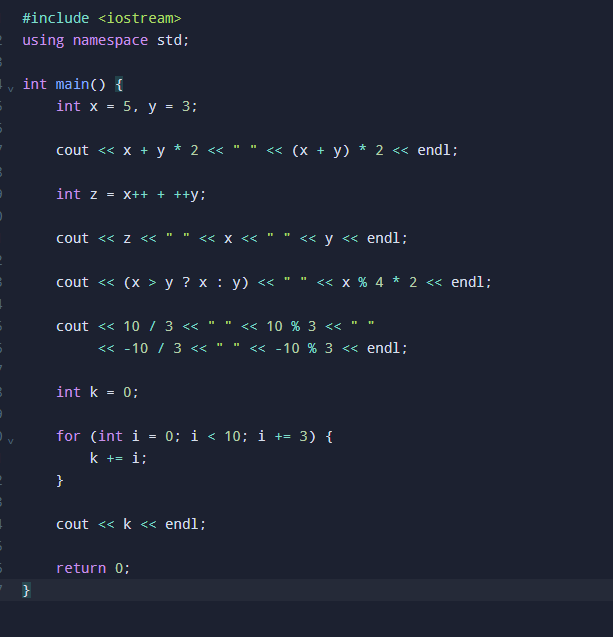 #include <iostream>
using namespace std;
int main() {
    int x = 5, y = 3;
    cout << x + y * 2 << " " << (x + y) * 2 << endl;
    int z = x++ + ++y;
    cout << z << " " << x << " " << y << endl;
    cout << (x > y ? x : y) << " " << x % 4 * 2 << endl;
    cout << 10 / 3 << " " << 10 % 3 << " "
         << -10 / 3 << " " << -10 % 3 << endl;
    int k = 0;
    for (int i = 0; i < 10; i += 3) {
        k += i;
    }
    cout << k << endl;
    return 0;
}